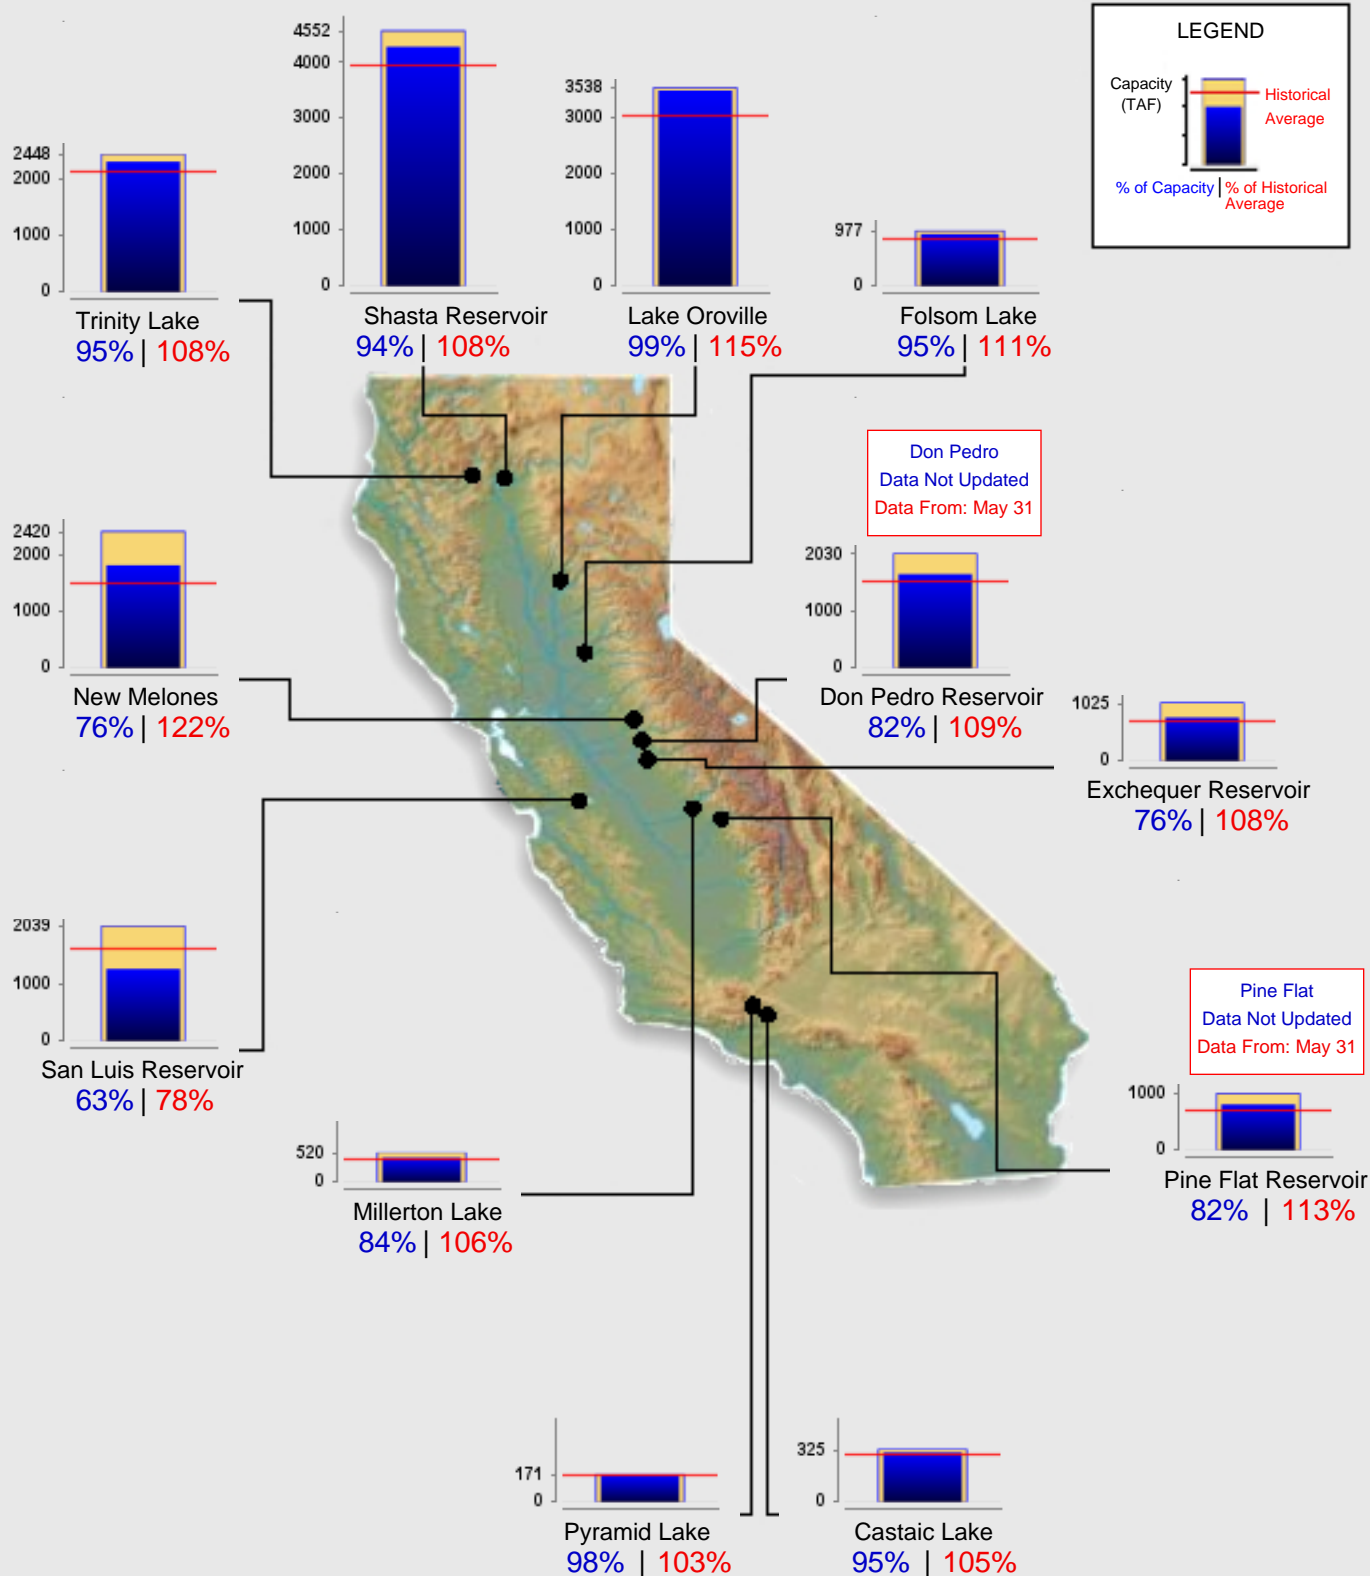 LEGEND
Capacity
(TAF)
Historical
Average
% of Capacity | % of Historical
Average
4552
4000
3000
2000
1000
0
Shasta Reservoir
94% | 108%
3538
3000
2000
1000
0
Lake Oroville
99% | 115%
2448
2000
1000
0
Trinity Lake
95% | 108%
977
0
Folsom Lake
95% | 111%
Don Pedro
Data Not Updated
Data From: May 31
2420
2000
1000
0
New Melones
76% | 122%
2030
1000
0
Don Pedro Reservoir
82% | 109%
1025
0
Exchequer Reservoir
76% | 108%
2039
1000
0
San Luis Reservoir
63% | 78%
Pine Flat
Data Not Updated
Data From: May 31
1000
0
Pine Flat Reservoir
82% | 113%
520
0
Millerton Lake
84% | 106%
171
0
Pyramid Lake
98% | 103%
325
0
Castaic Lake
95% | 105%